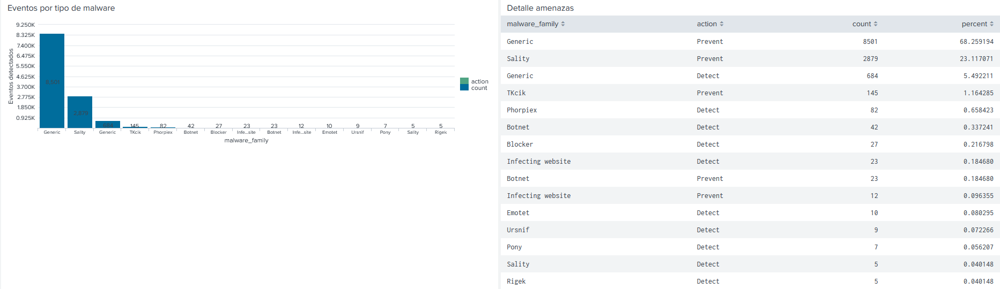 Eventos por tipo de malware
Eventos detectados
9.250K
8.325K
7.400K
6.475K
5.550K
4.625K
3.700K
2.775K
1.850K
0.925K
8,501
2,879
684
145
82
42
27
23
23
12
10
9
7
5
5
Generic
Sality
Generic
TKcik
Phorpiex
Botnet
Blocker
Infe...site
Botnet
Infe...site
Emotet
Ursnif
Pony
Sality
Rigek
malware_family
action
count
Detalle amenazas
malware_family action count percent
Generic Prevent 8501 68.259194
Sality Prevent 2879 23.117071
Generic Detect 684 5.492211
TKcik Prevent 145 1.164285
Phorpiex Detect 82 0.658423
Botnet Detect 42 0.337241
Blocker Detect 27 0.216798
Infecting website Detect 23 0.184680
Botnet Prevent 23 0.184680
Infecting website Prevent 12 0.096355
Emotet Detect 10 0.080295
Ursnif Detect 9 0.072266
Pony Detect 7 0.056207
Sality Detect 5 0.040148
Rigek Detect 5 0.040148